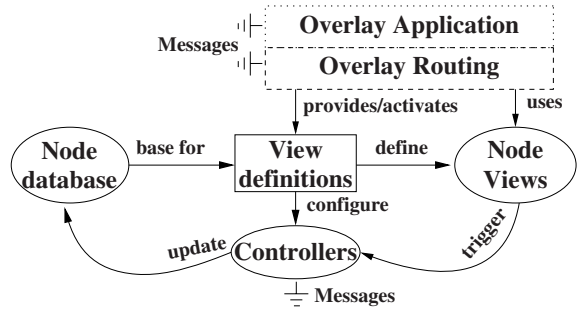 Overlay Application
Messages
Overlay Routing
provides/activates
uses
Node
database
base for
View
definitions
define
Node
Views
configure
update
Controllers
trigger
Messages